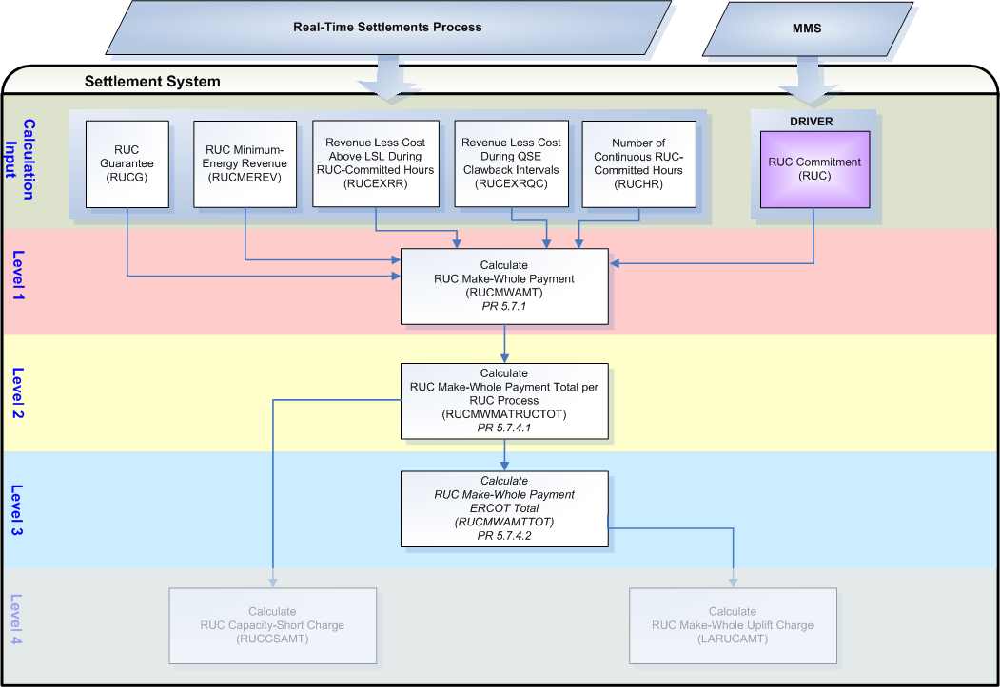 Real-Time Settlements Process
MMS
Settlement System
Calculation
Input
RUC
Guarantee
(RUCG)
RUC Minimum-
Energy Revenue
(RUCMEREV)
Revenue Less Cost
Above LSL During
RUC-Committed Hours
(RUCEXRR)
Revenue Less Cost
During QSE
Clawback Intervals
(RUCEXRQC)
Number of
Continuous RUC-
Committed Hours
(RUCHR)
DRIVER
RUC Commitment
(RUC)
Level 1
Calculate
RUC Make-Whole Payment
(RUCMWAMT)
PR 5.7.1
Level 2
Calculate
RUC Make-Whole Payment Total per
RUC Process
(RUCMWMATRUCTOT)
PR 5.7.4.1
Level 3
Calculate
RUC Make-Whole Payment
ERCOT Total
(RUCMWAMTTOT)
PR 5.7.4.2
Level 4
Calculate
RUC Capacity-Short Charge
(RUCCSAMT)
Calculate
RUC Make-Whole Uplift Charge
(LARUCAMT)